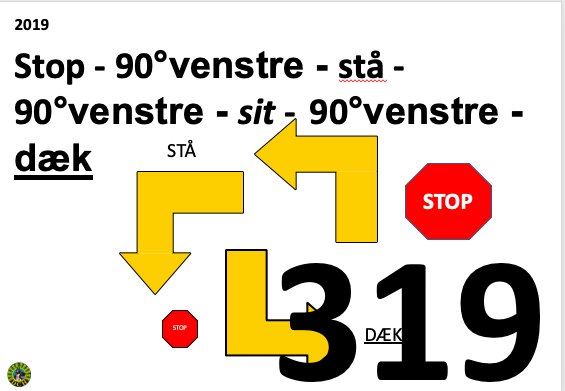 2019
Stop - 90°venstre - stå -
90°venstre - sit - 90°venstre -
dæk
STÅ
STOP
STOP
DÆK
319